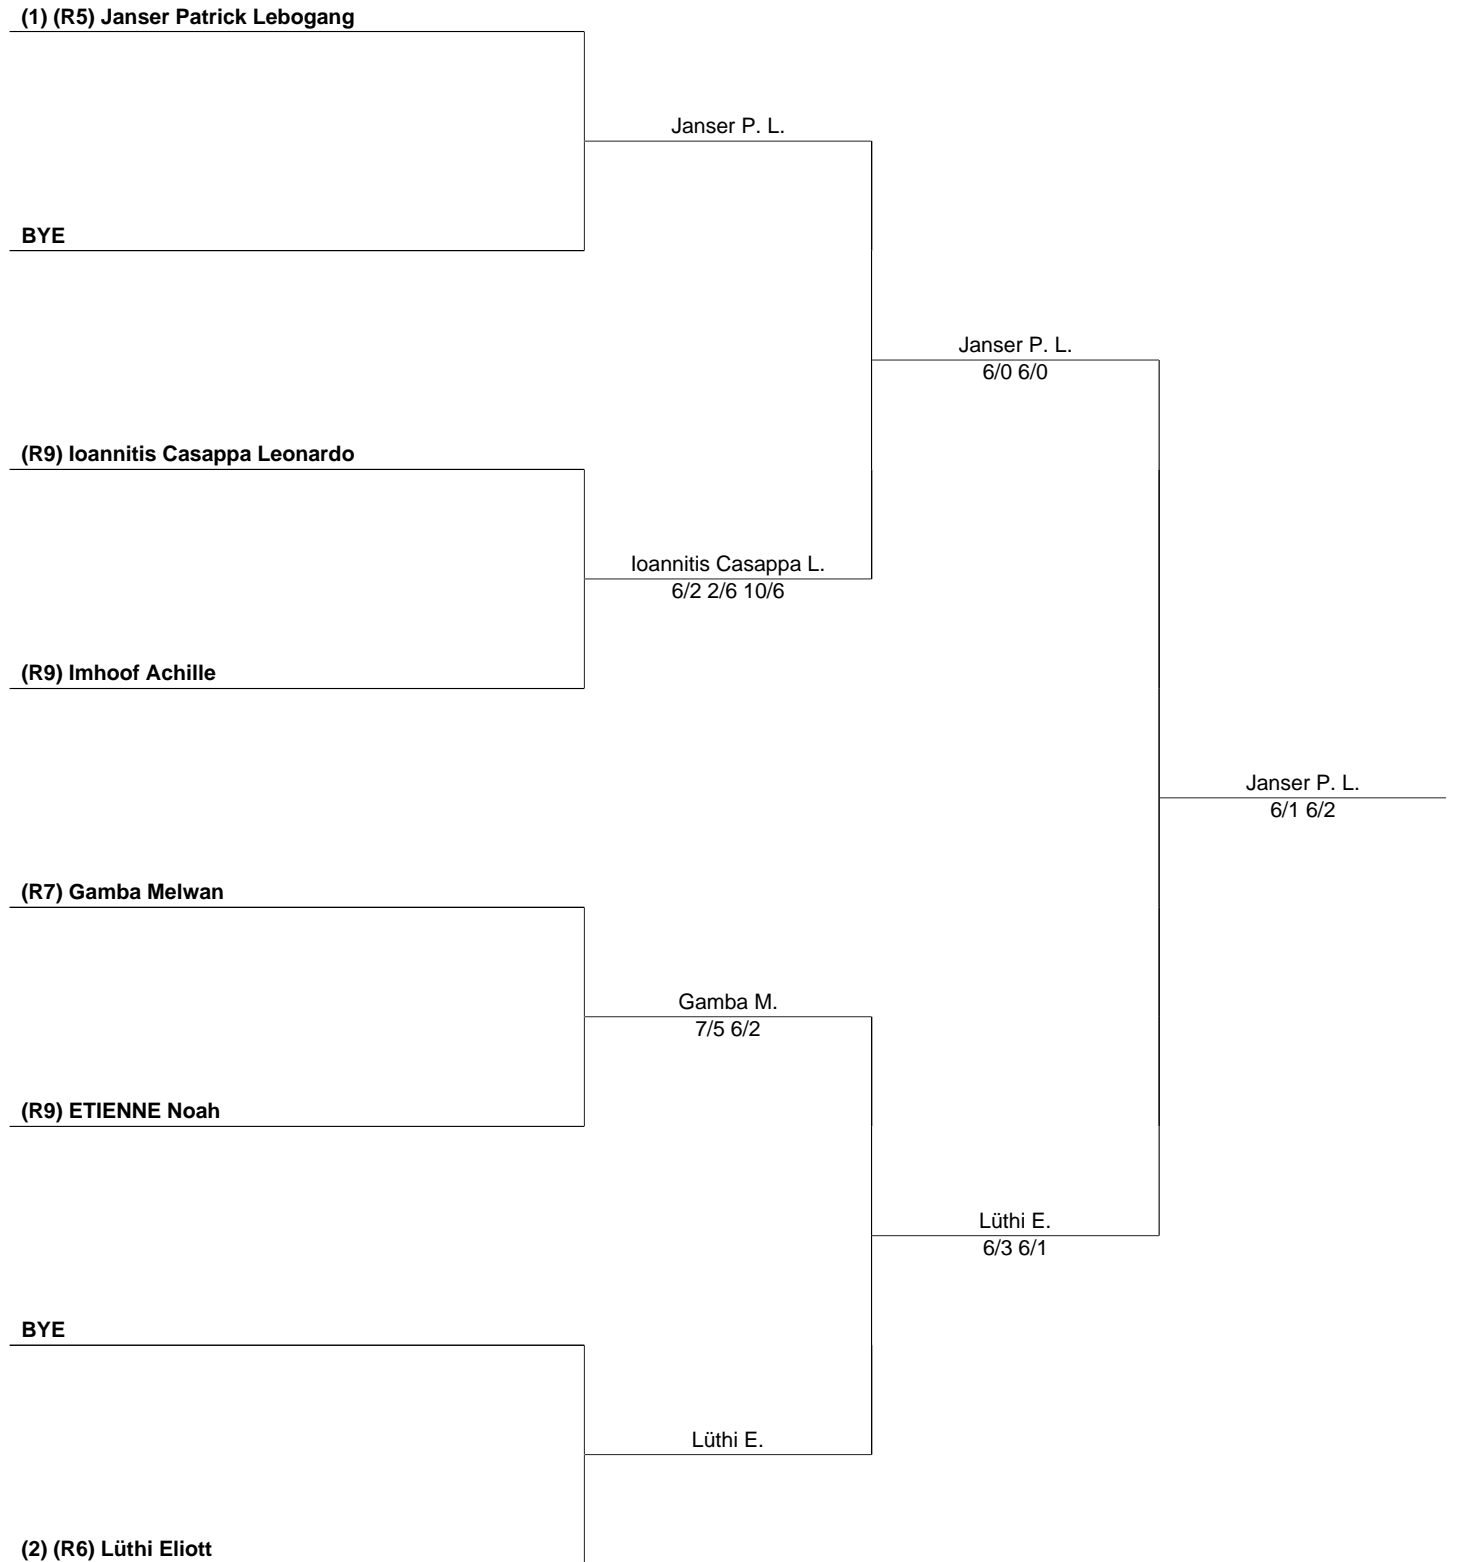 (1) (R5) Janser Patrick Lebogang
Janser P. L.
BYE
Janser P. L.
6/0 6/0
(R9) Ioannitis Casappa Leonardo
Ioannitis Casappa L.
6/2 2/6 10/6
(R9) Imhoof Achille
Janser P. L.
6/1 6/2
(R7) Gamba Melwan
Gamba M.
7/5 6/2
(R9) ETIENNE Noah
Lüthi E.
6/3 6/1
BYE
Lüthi E.
(2) (R6) Lüthi Eliott